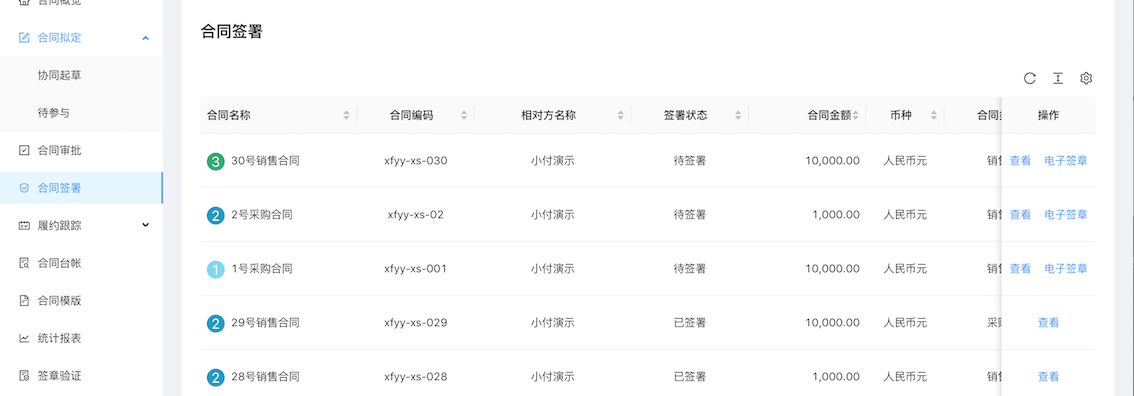 合同概览
合同拟定
协同起草
待参与
合同审批
合同签署
履约跟踪
合同台帐
合同模版
统计报表
签章验证
合同签署
合同名称 合同编码 相对方名称 签署状态 合同金额 币种 合同 操作
3 30号销售合同 xfyy-xs-030 小付演示 待签署 10,000.00 人民币元 销售 查看 电子签章
2 2号采购合同 xfyy-xs-02 小付演示 待签署 1,000.00 人民币元 销售 查看 电子签章
1 1号采购合同 xfyy-xs-001 小付演示 待签署 10,000.00 人民币元 销售 查看 电子签章
2 29号销售合同 xfyy-xs-029 小付演示 已签署 10,000.00 人民币元 采 查看
2 28号销售合同 xfyy-xs-028 小付演示 已签署 1,000.00 人民币元 销售 查看